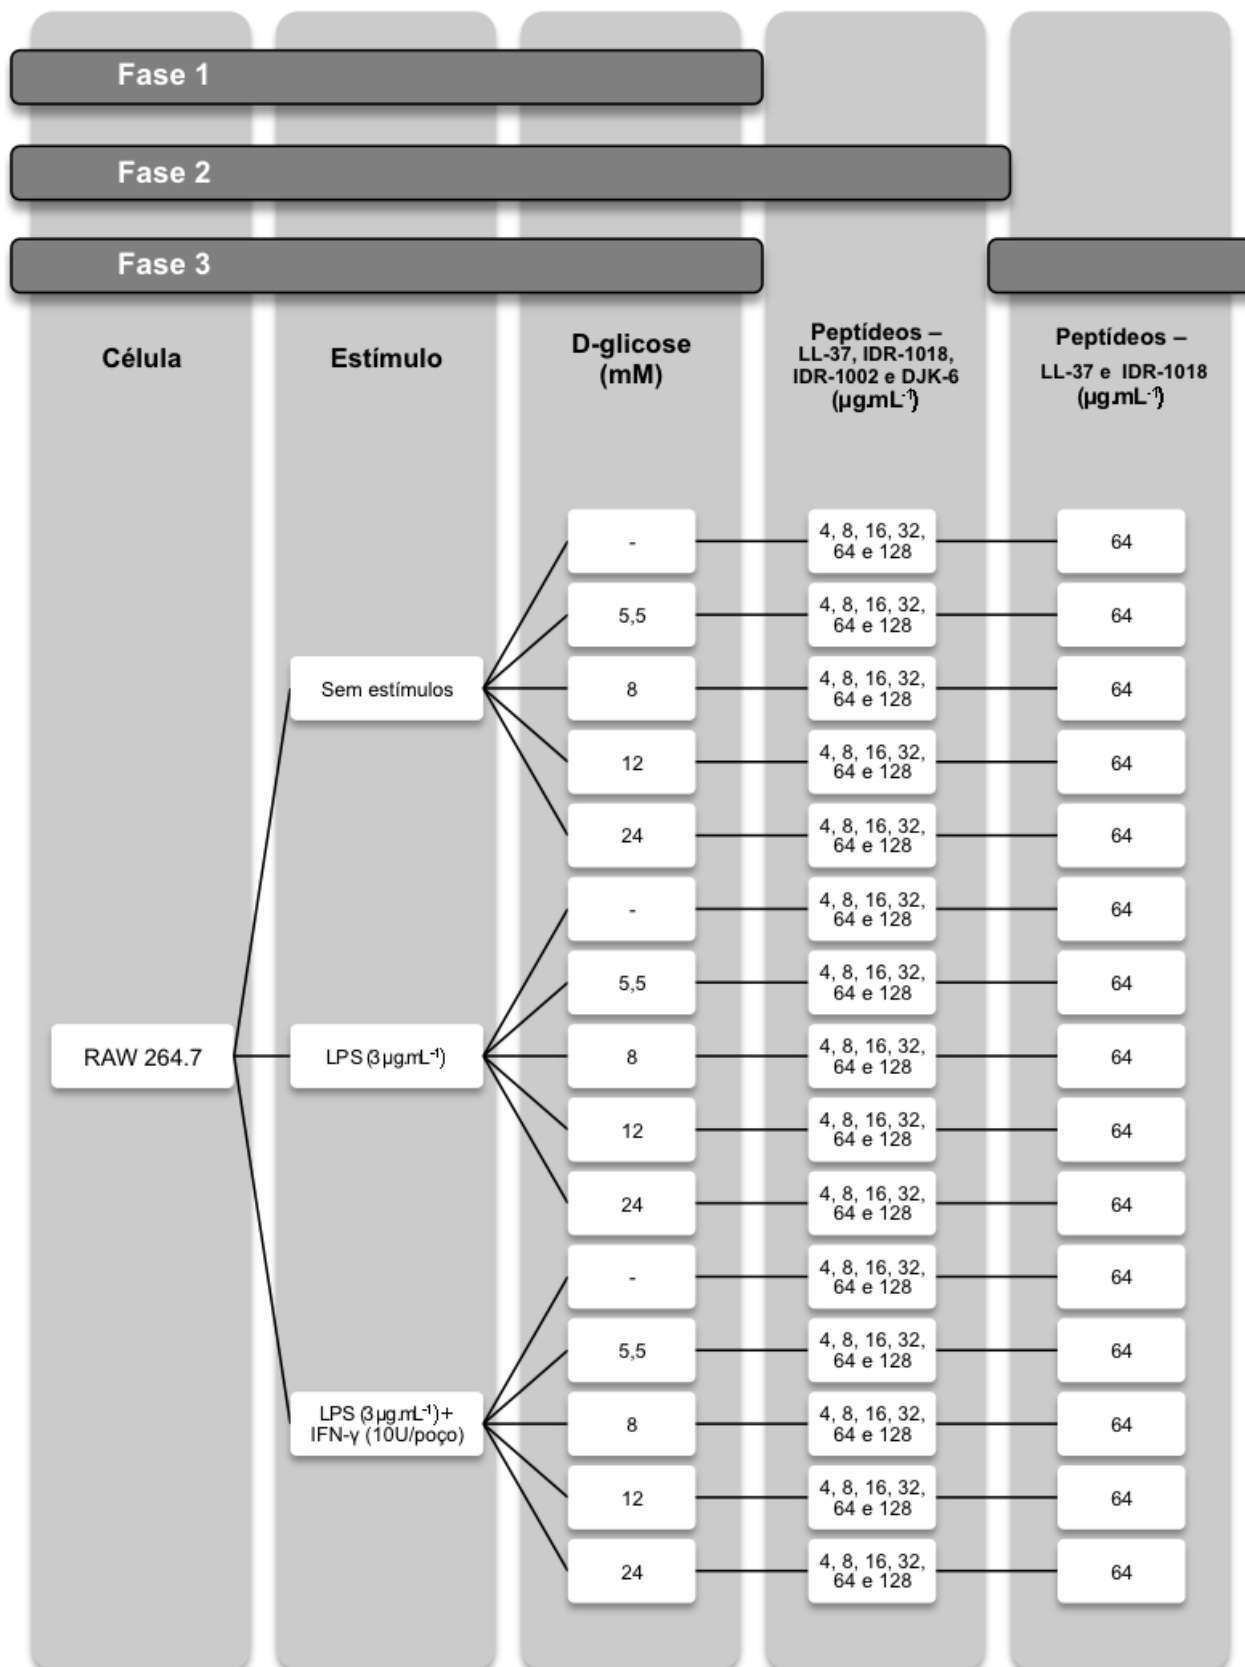 Fase 1
Fase 2
Fase 3
Célula
Estímulo
D-glicose
(mM)
Peptídeos –
LL-37, IDR-1018,
IDR-1002 e DJK-6
(µg.mL⁻¹)
Peptídeos –
LL-37 e IDR-1018
(µg.mL⁻¹)
-
4, 8, 16, 32,
64 e 128
64
5,5
4, 8, 16, 32,
64 e 128
64
Sem estímulos
8
4, 8, 16, 32,
64 e 128
64
12
4, 8, 16, 32,
64 e 128
64
24
4, 8, 16, 32,
64 e 128
64
-
4, 8, 16, 32,
64 e 128
64
5,5
4, 8, 16, 32,
64 e 128
64
RAW 264.7
LPS (3µg.mL⁻¹)
8
4, 8, 16, 32,
64 e 128
64
12
4, 8, 16, 32,
64 e 128
64
24
4, 8, 16, 32,
64 e 128
64
-
4, 8, 16, 32,
64 e 128
64
5,5
4, 8, 16, 32,
64 e 128
64
LPS (3µg.mL⁻¹)+
IFN-γ (10U/poço)
8
4, 8, 16, 32,
64 e 128
64
12
4, 8, 16, 32,
64 e 128
64
24
4, 8, 16, 32,
64 e 128
64